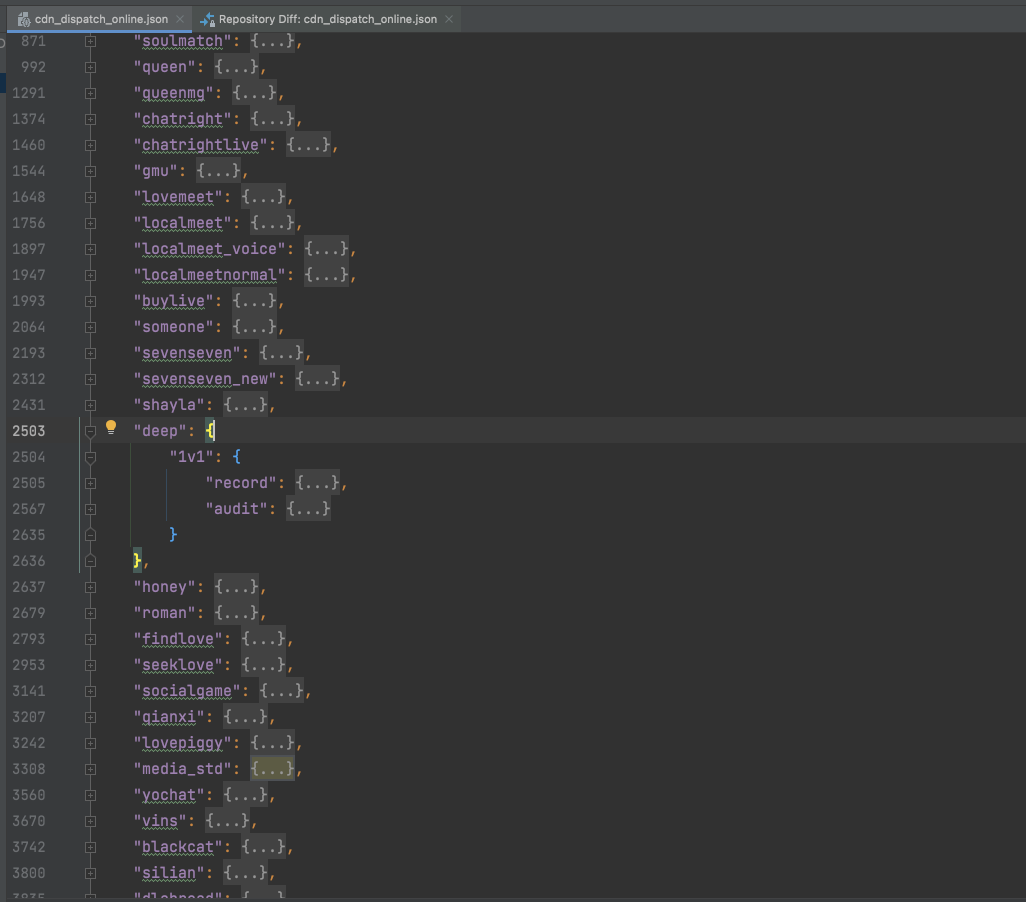 cdn_dispatch_online.json × Repository Diff: cdn_dispatch_online.json ×
871 "soulmatch": {...},
992 "queen": {...},
1291 "queenmg": {...},
1374 "chatright": {...},
1460 "chatrightlive": {...},
1544 "gmu": {...},
1648 "lovemeet": {...},
1756 "localmeet": {...},
1897 "localmeet_voice": {...},
1947 "localmeetnormal": {...},
1993 "buylive": {...},
2064 "someone": {...},
2193 "sevenseven": {...},
2312 "sevenseven_new": {...},
2431 "shayla": {...},
2503 "deep": {
2504 "1v1": {
2505 "record": {...},
2567 "audit": {...}
2635 }
2636 },
2637 "honey": {...},
2679 "roman": {...},
2793 "findlove": {...},
2953 "seeklove": {...},
3141 "socialgame": {...},
3207 "qianxi": {...},
3242 "lovepiggy": {...},
3308 "media_std": {...},
3560 "yochat": {...},
3670 "vins": {...},
3742 "blackcat": {...},
3800 "silian": {...},